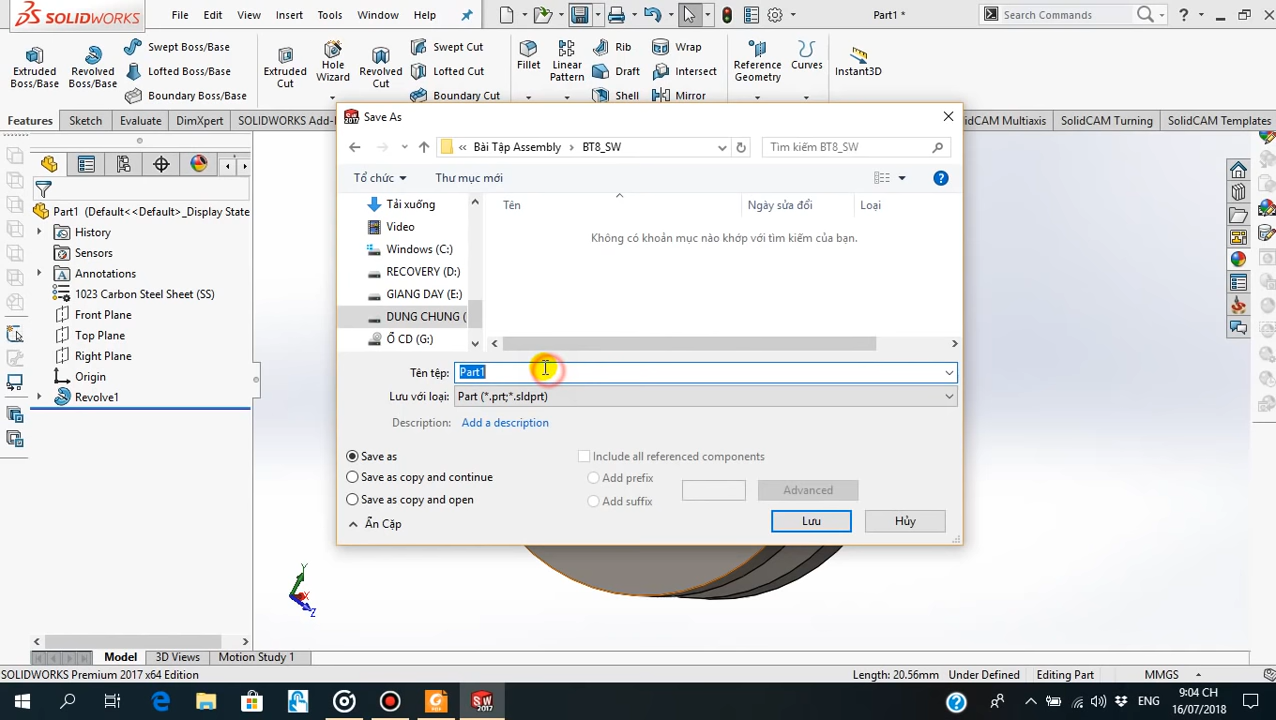 SOLIDWORKS
File Edit View Insert Tools Window Help
Part1 *
Search Commands
Extruded Boss/Base
Revolved Boss/Base
Swept Boss/Base
Lofted Boss/Base
Boundary Boss/Base
Extruded Cut
Hole Wizard
Revolved Cut
Swept Cut
Lofted Cut
Boundary Cut
Fillet
Linear Pattern
Rib
Draft
Shell
Wrap
Intersect
Mirror
Reference Geometry
Curves
Instant3D
Features Sketch Evaluate DimXpert SOLIDWORKS Add-I
SolidCAM Turning SolidCAM Templates
Part1 (Default<<Default>_Display State
History
Sensors
Annotations
1023 Carbon Steel Sheet (SS)
Front Plane
Top Plane
Right Plane
Origin
Revolve1
Save As
« Bài Tập Assembly › BT8_SW
Tìm kiếm BT8_SW
Tổ chức
Thư mục mới
Tải xuống
Video
Windows (C:)
RECOVERY (D:)
GIANG DAY (E:)
DUNG CHUNG (
Ổ CD (G:)
Tên
Ngày sửa đổi
Loại
Không có khoản mục nào khớp với tìm kiếm của bạn.
Tên tệp: Part1
Lưu với loại: Part (*.prt;*.sldprt)
Description: Add a description
Save as
Save as copy and continue
Save as copy and open
Include all referenced components
Add prefix
Add suffix
Advanced
Ẩn Cặp
Lưu
Hủy
Y
X
Z
Model 3D Views Motion Study 1
SOLIDWORKS Premium 2017 x64 Edition
Length: 20.56mm Under Defined Editing Part MMGS
SW 2017
ENG
9:04 CH
16/07/2018